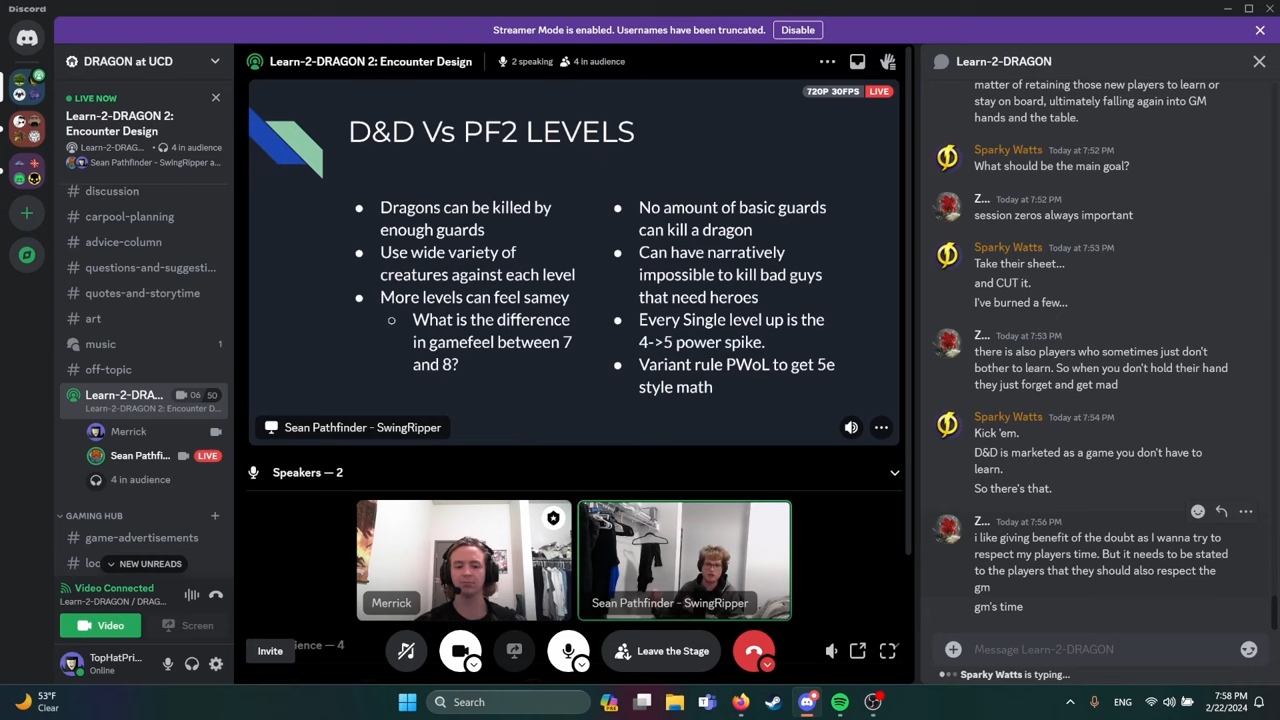 Discord
Streamer Mode is enabled. Usernames have been truncated.
Disable
DRAGON at UCD
LIVE NOW
Learn-2-DRAGON 2:
Encounter Design
Learn-2-DRAG...
4 in audience
Sean Pathfinder - SwingRipper a...
discussion
carpool-planning
advice-column
questions-and-suggesti...
quotes-and-storytime
art
music
1
off-topic
Learn-2-DRA...
06
50
Learn-2-DRAGON 2: Encounter D...
Merrick
Sean Pathfi...
LIVE
4 in audience
GAMING HUB
game-advertisements
loc
NEW UNREADS
Video Connected
Learn-2-DRAGON / DRAG...
Video
Screen
TopHatPri...
Online
Learn-2-DRAGON 2: Encounter Design
2 speaking
4 in audience
720P 30FPS
LIVE
D&D Vs PF2 LEVELS
● Dragons can be killed by
enough guards
● Use wide variety of
creatures against each level
● More levels can feel samey
○ What is the difference
in gamefeel between 7
and 8?
● No amount of basic guards
can kill a dragon
● Can have narratively
impossible to kill bad guys
that need heroes
● Every Single level up is the
4->5 power spike.
● Variant rule PWoL to get 5e
style math
Sean Pathfinder - SwingRipper
Speakers — 2
Merrick
Sean Pathfinder - SwingRipper
Invite
dience — 4
Leave the Stage
Learn-2-DRAGON
matter of retaining those new players to learn or
stay on board, ultimately falling again into GM
hands and the table.
Sparky Watts Today at 7:52 PM
What should be the main goal?
Z... Today at 7:52 PM
session zeros always important
Sparky Watts Today at 7:53 PM
Take their sheet...
and CUT it.
I've burned a few...
Z... Today at 7:53 PM
there is also players who sometimes just don't
bother to learn. So when you don't hold their hand
they just forget and get mad
Sparky Watts Today at 7:54 PM
Kick 'em.
D&D is marketed as a game you don't have to
learn.
So there's that.
Z... Today at 7:56 PM
i like giving benefit of the doubt as I wanna try to
respect my players time. But it needs to be stated
to the players that they should also respect the
gm
gm's time
Message Learn-2-DRAGON
Sparky Watts is typing...
53°F
Clear
Search
PRE
ENG
7:58 PM
2/22/2024